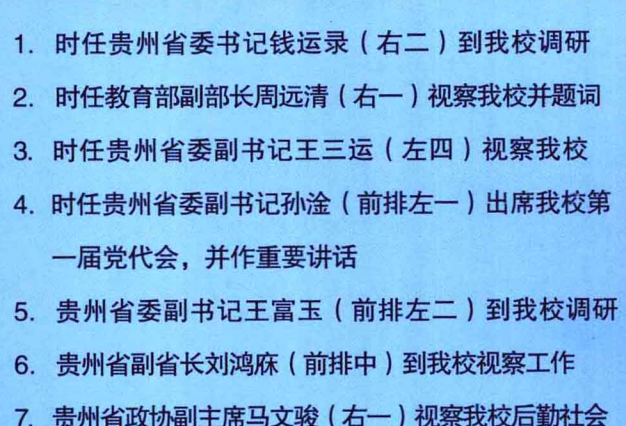 1. 时任贵州省委书记钱运录（右二）到我校调研
2. 时任教育部副部长周远清（右一）视察我校并题词
3. 时任贵州省委副书记王三运（左四）视察我校
4. 时任贵州省委副书记孙淦（前排左一）出席我校第
一届党代会，并作重要讲话
5. 贵州省委副书记王富玉（前排左二）到我校调研
6. 贵州省副省长刘鸿庥（前排中）到我校视察工作
7. 贵州省政协副主席马文骏（右一）视察我校后勤社会